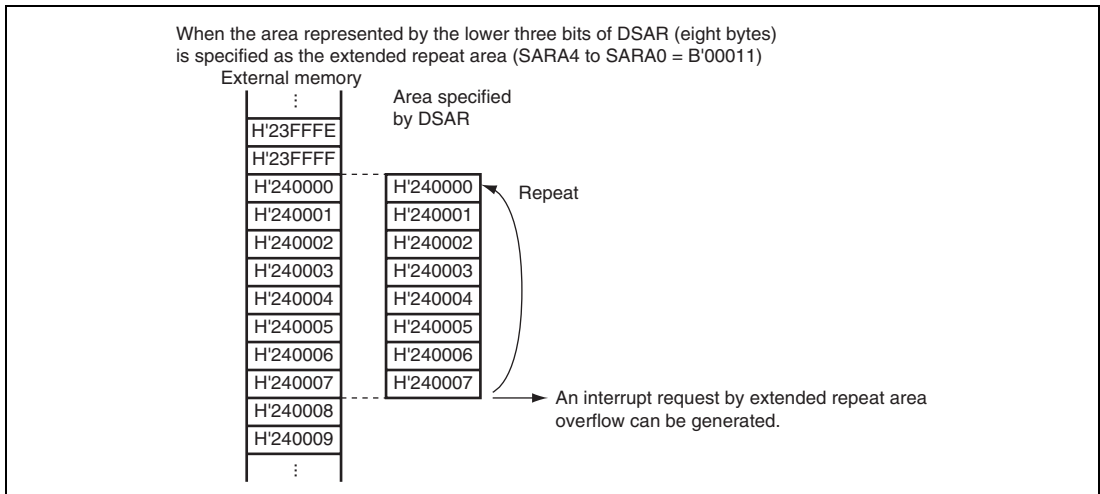 When the area represented by the lower three bits of DSAR (eight bytes)
is specified as the extended repeat area (SARA4 to SARA0 = B'00011)
External memory
Area specified
by DSAR
⋮
H'23FFFE
H'23FFFF
H'240000
H'240001
H'240002
H'240003
H'240004
H'240005
H'240006
H'240007
H'240008
H'240009
⋮
H'240000
H'240001
H'240002
H'240003
H'240004
H'240005
H'240006
H'240007
Repeat
An interrupt request by extended repeat area
overflow can be generated.